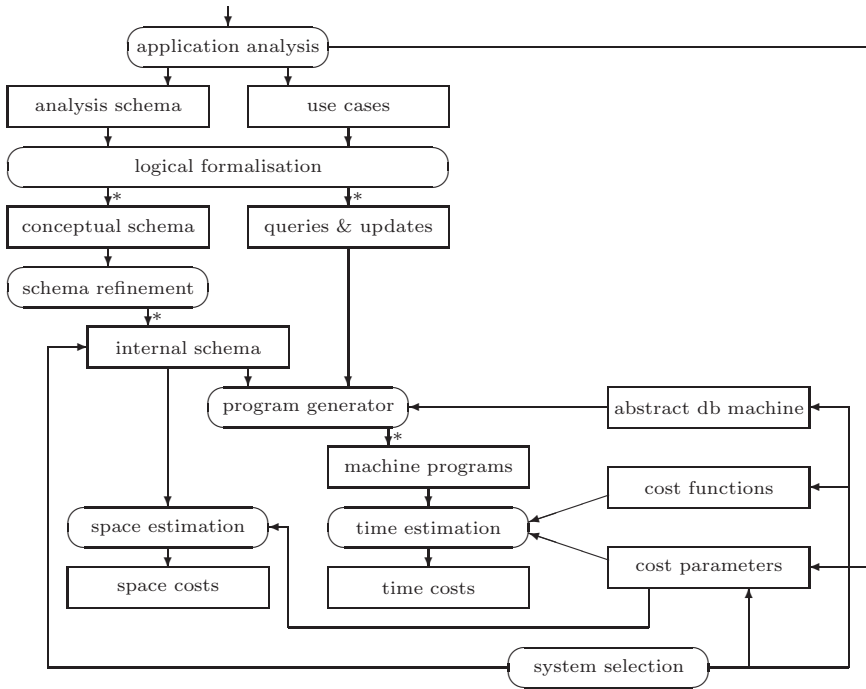 application analysis
analysis schema
use cases
logical formalisation
*
*
conceptual schema
queries & updates
schema refinement
*
internal schema
program generator
abstract db machine
*
machine programs
cost functions
space estimation
time estimation
cost parameters
space costs
time costs
system selection